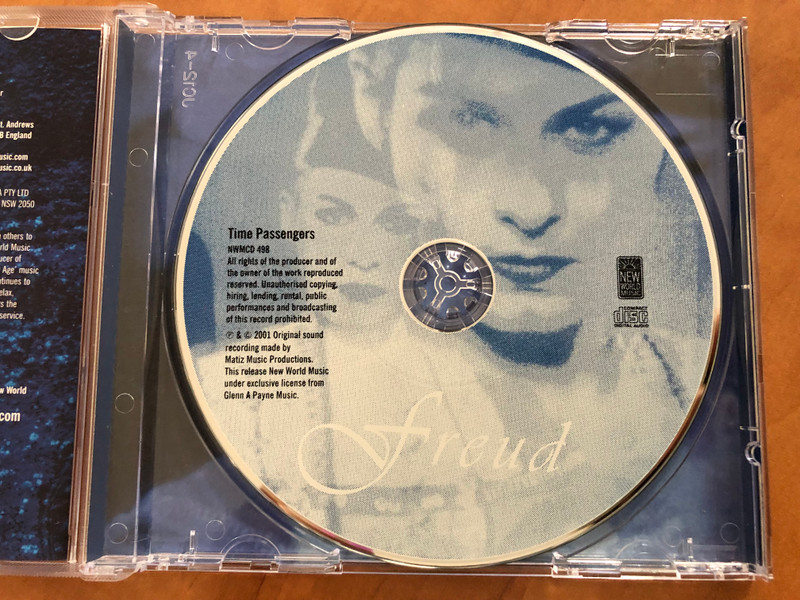 r
t. Andrews
B England
usic.com
usic.co.uk
A PTY LTD
NSW 2050
e others to
rld Music
ucer of
Age" music
ntinues to
elax,
rs the
service.
w World
com
Time Passengers
NWMCD 498
All rights of the producer and of
the owner of the work reproduced
reserved. Unauthorised copying,
hiring, lending, rental, public
performances and broadcasting
of this record prohibited.
℗ & © 2001 Original sound
recording made by
Matiz Music Productions.
This release New World Music
under exclusive license from
Glenn A Payne Music.
NEW
WORLD
MUSIC
COMPACT
disc
DIGITAL AUDIO
Freud